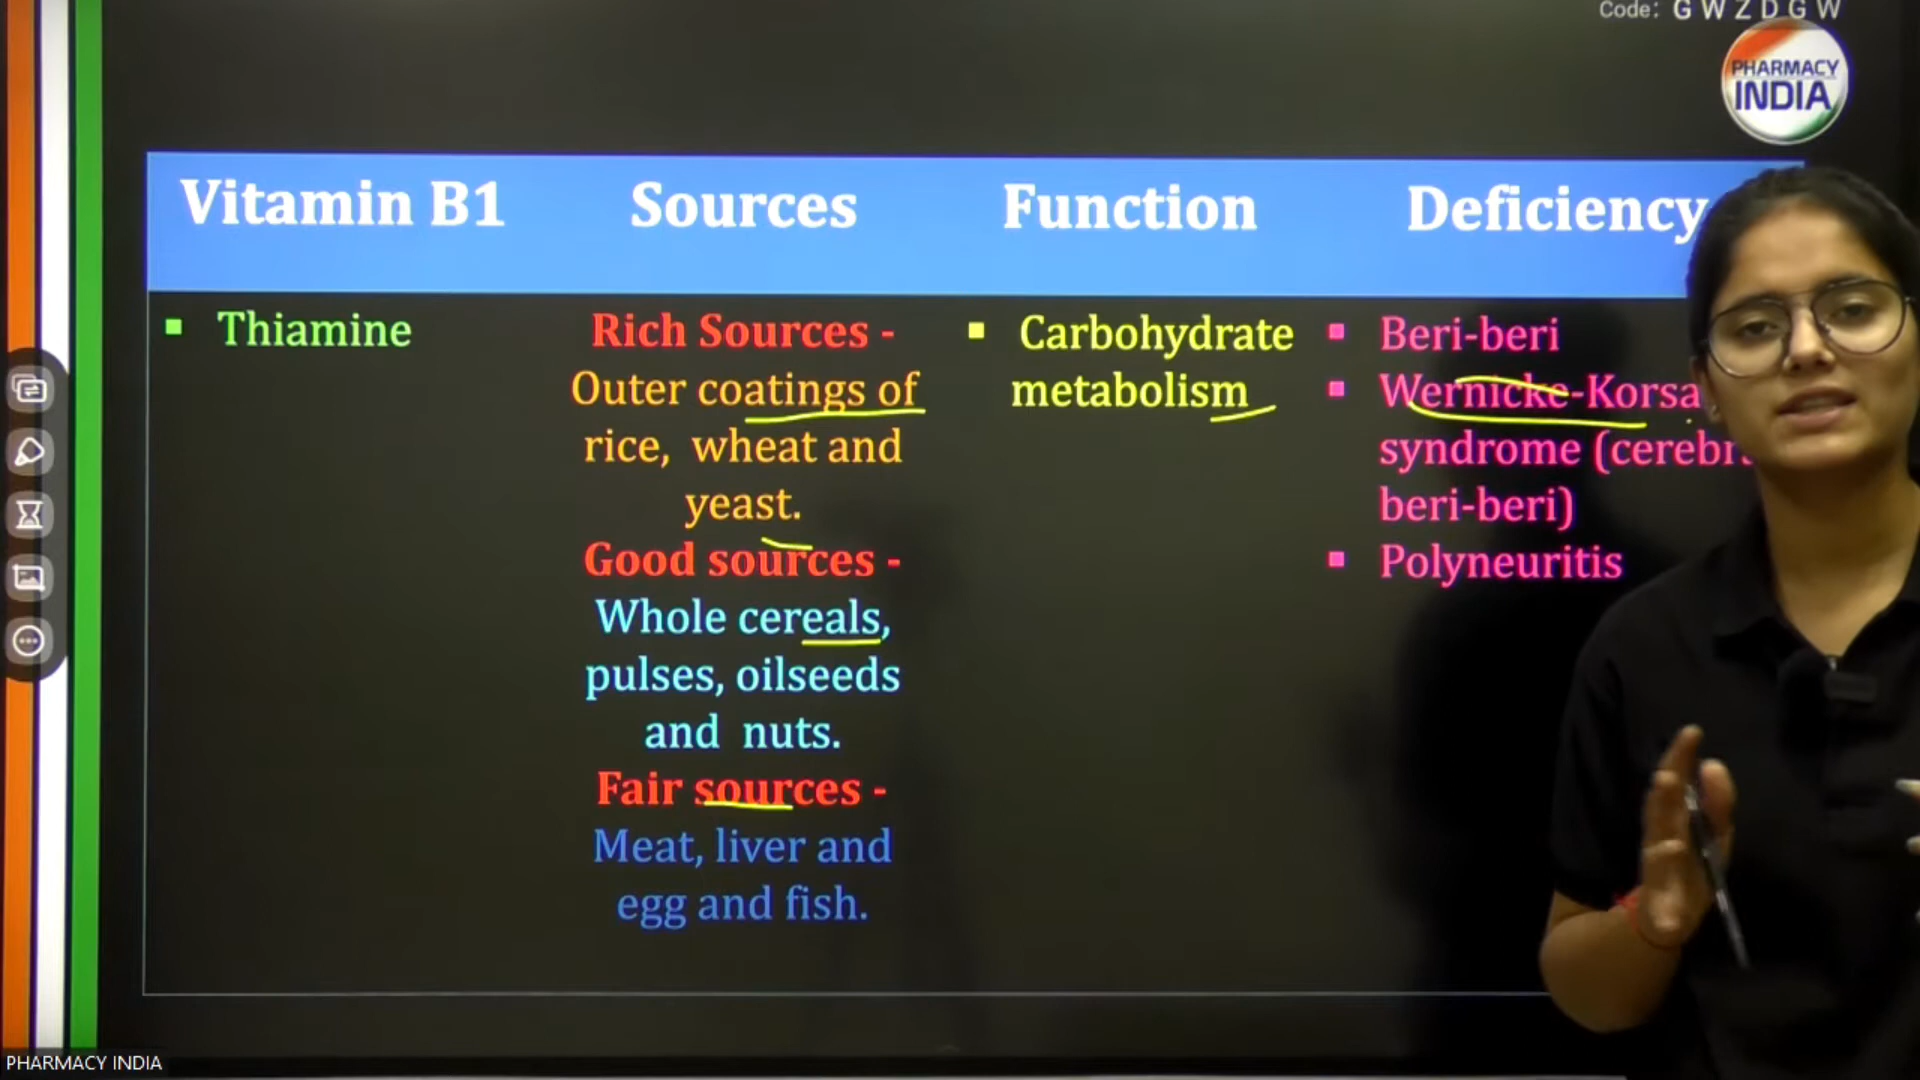 Code: G W Z D G W
PHARMACY
INDIA
Vitamin B1 Sources Function Deficiency
Thiamine
Rich Sources -
Outer coatings of
rice, wheat and
yeast.
Good sources -
Whole cereals,
pulses, oilseeds
and nuts.
Fair sources -
Meat, liver and
egg and fish.
Carbohydrate
metabolism
Beri-beri
Wernicke-Korsa
syndrome (cerebr
beri-beri)
Polyneuritis
PHARMACY INDIA